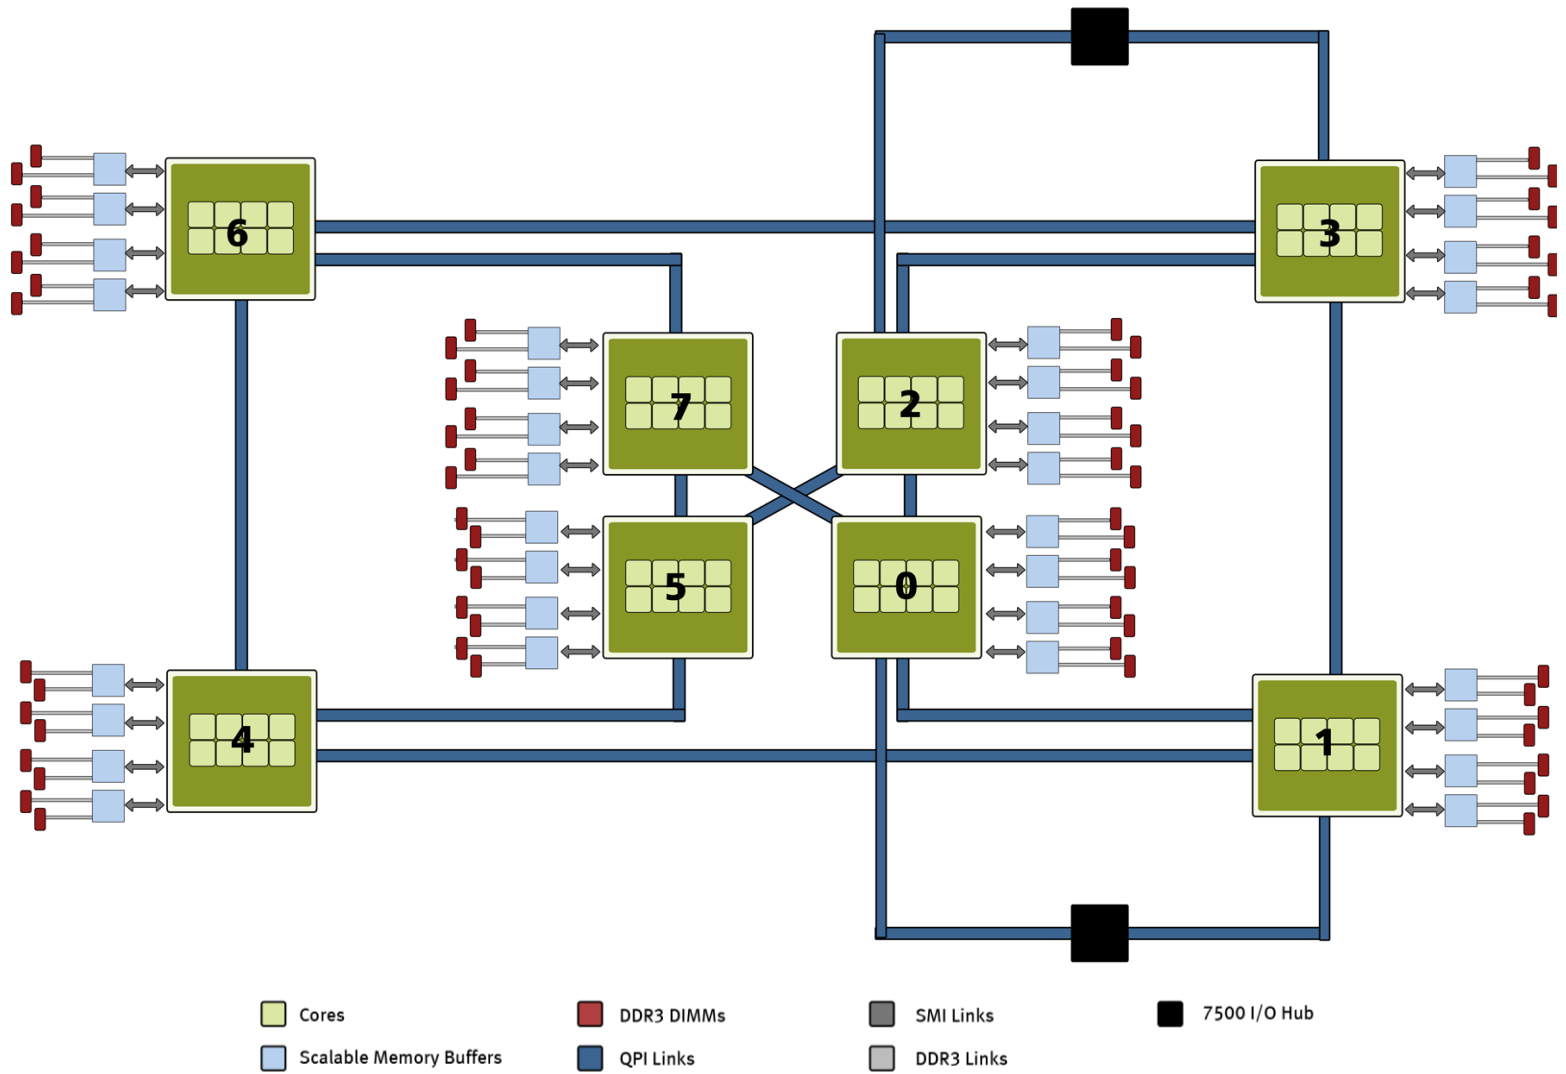 6
3
7
2
5
0
4
1
Cores
DDR3 DIMMs
SMI Links
7500 I/O Hub
Scalable Memory Buffers
QPI Links
DDR3 Links